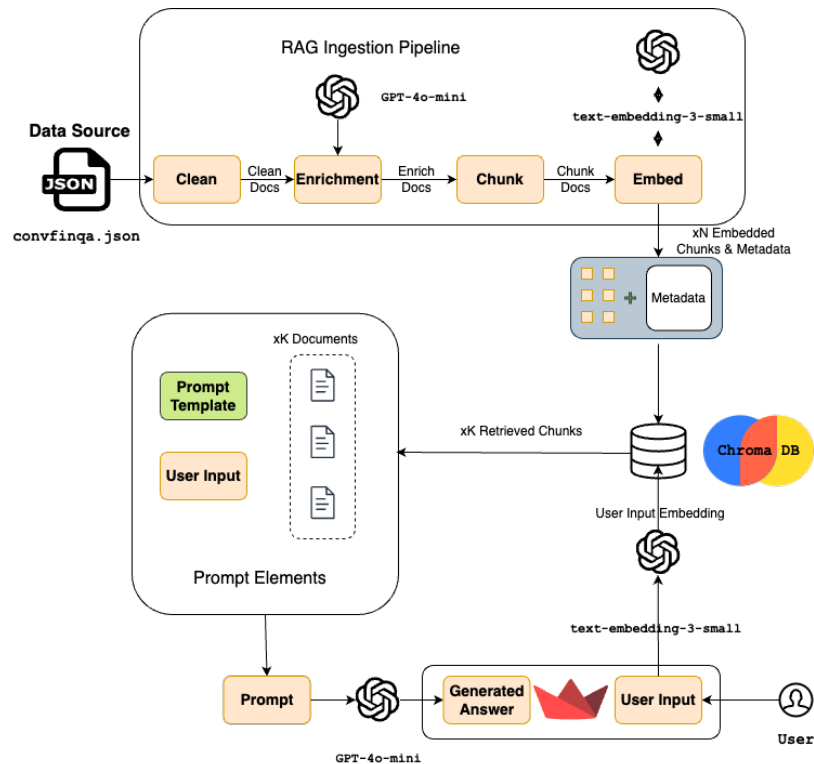 RAG Ingestion Pipeline
GPT-4o-mini
text-embedding-3-small
Data Source
JSON
convfinqa.json
Clean
Clean
Docs
Enrichment
Enrich
Docs
Chunk
Chunk
Docs
Embed
xN Embedded
Chunks & Metadata
Metadata
xK Documents
Prompt
Template
User Input
Prompt Elements
xK Retrieved Chunks
Chroma DB
User Input Embedding
text-embedding-3-small
Prompt
GPT-4o-mini
Generated
Answer
User Input
User